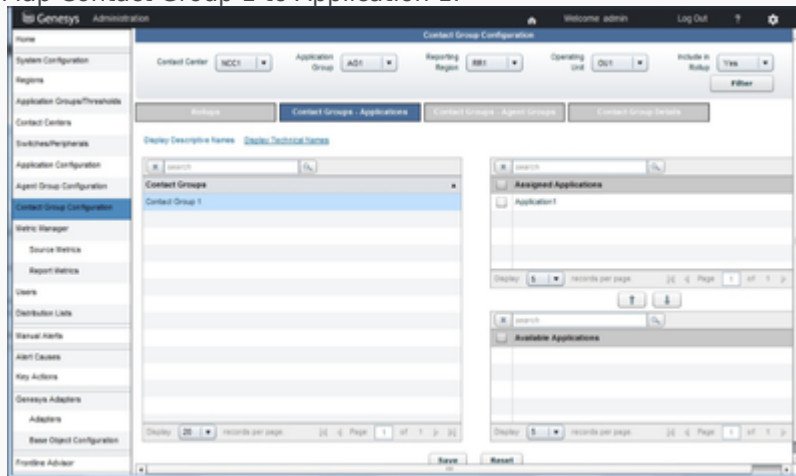 Map Contact Group 1 to Application 1.
Genesys Administration Welcome admin Log Out ?
Contact Group Configuration
Home
System Configuration
Regions
Application Groups/Thresholds
Contact Centers
Switches/Peripherals
Application Configuration
Agent Group Configuration
Contact Group Configuration
Metric Manager
Source Metrics
Report Metrics
Users
Distribution Lists
Manual Alerts
Alert Causes
Key Actions
Genesys Adapters
Adapters
Base Object Configuration
Frontline Advisor
Contact Center NCC1
Application Group AG1
Reporting Region RR1
Operating Unit OU1
Include in Rollup Yes
Filter
Rollups
Contact Groups - Applications
Contact Groups - Agent Groups
Contact Group Details
Display Descriptive Names Display Technical Names
x search
Contact Groups
Contact Group 1
Display 20 records per page Page 1 of 1
x search
Assigned Applications
Application1
Display 5 records per page Page 1 of 1
x search
Available Applications
Display 5 records per page Page 1 of 1
Save Reset